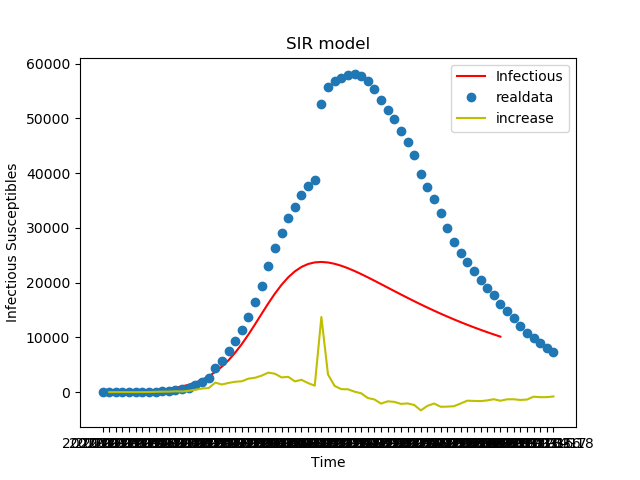 SIR model
60000
50000
40000
30000
20000
10000
0
Infectious Susceptibles
Infectious
realdata
increase
Time